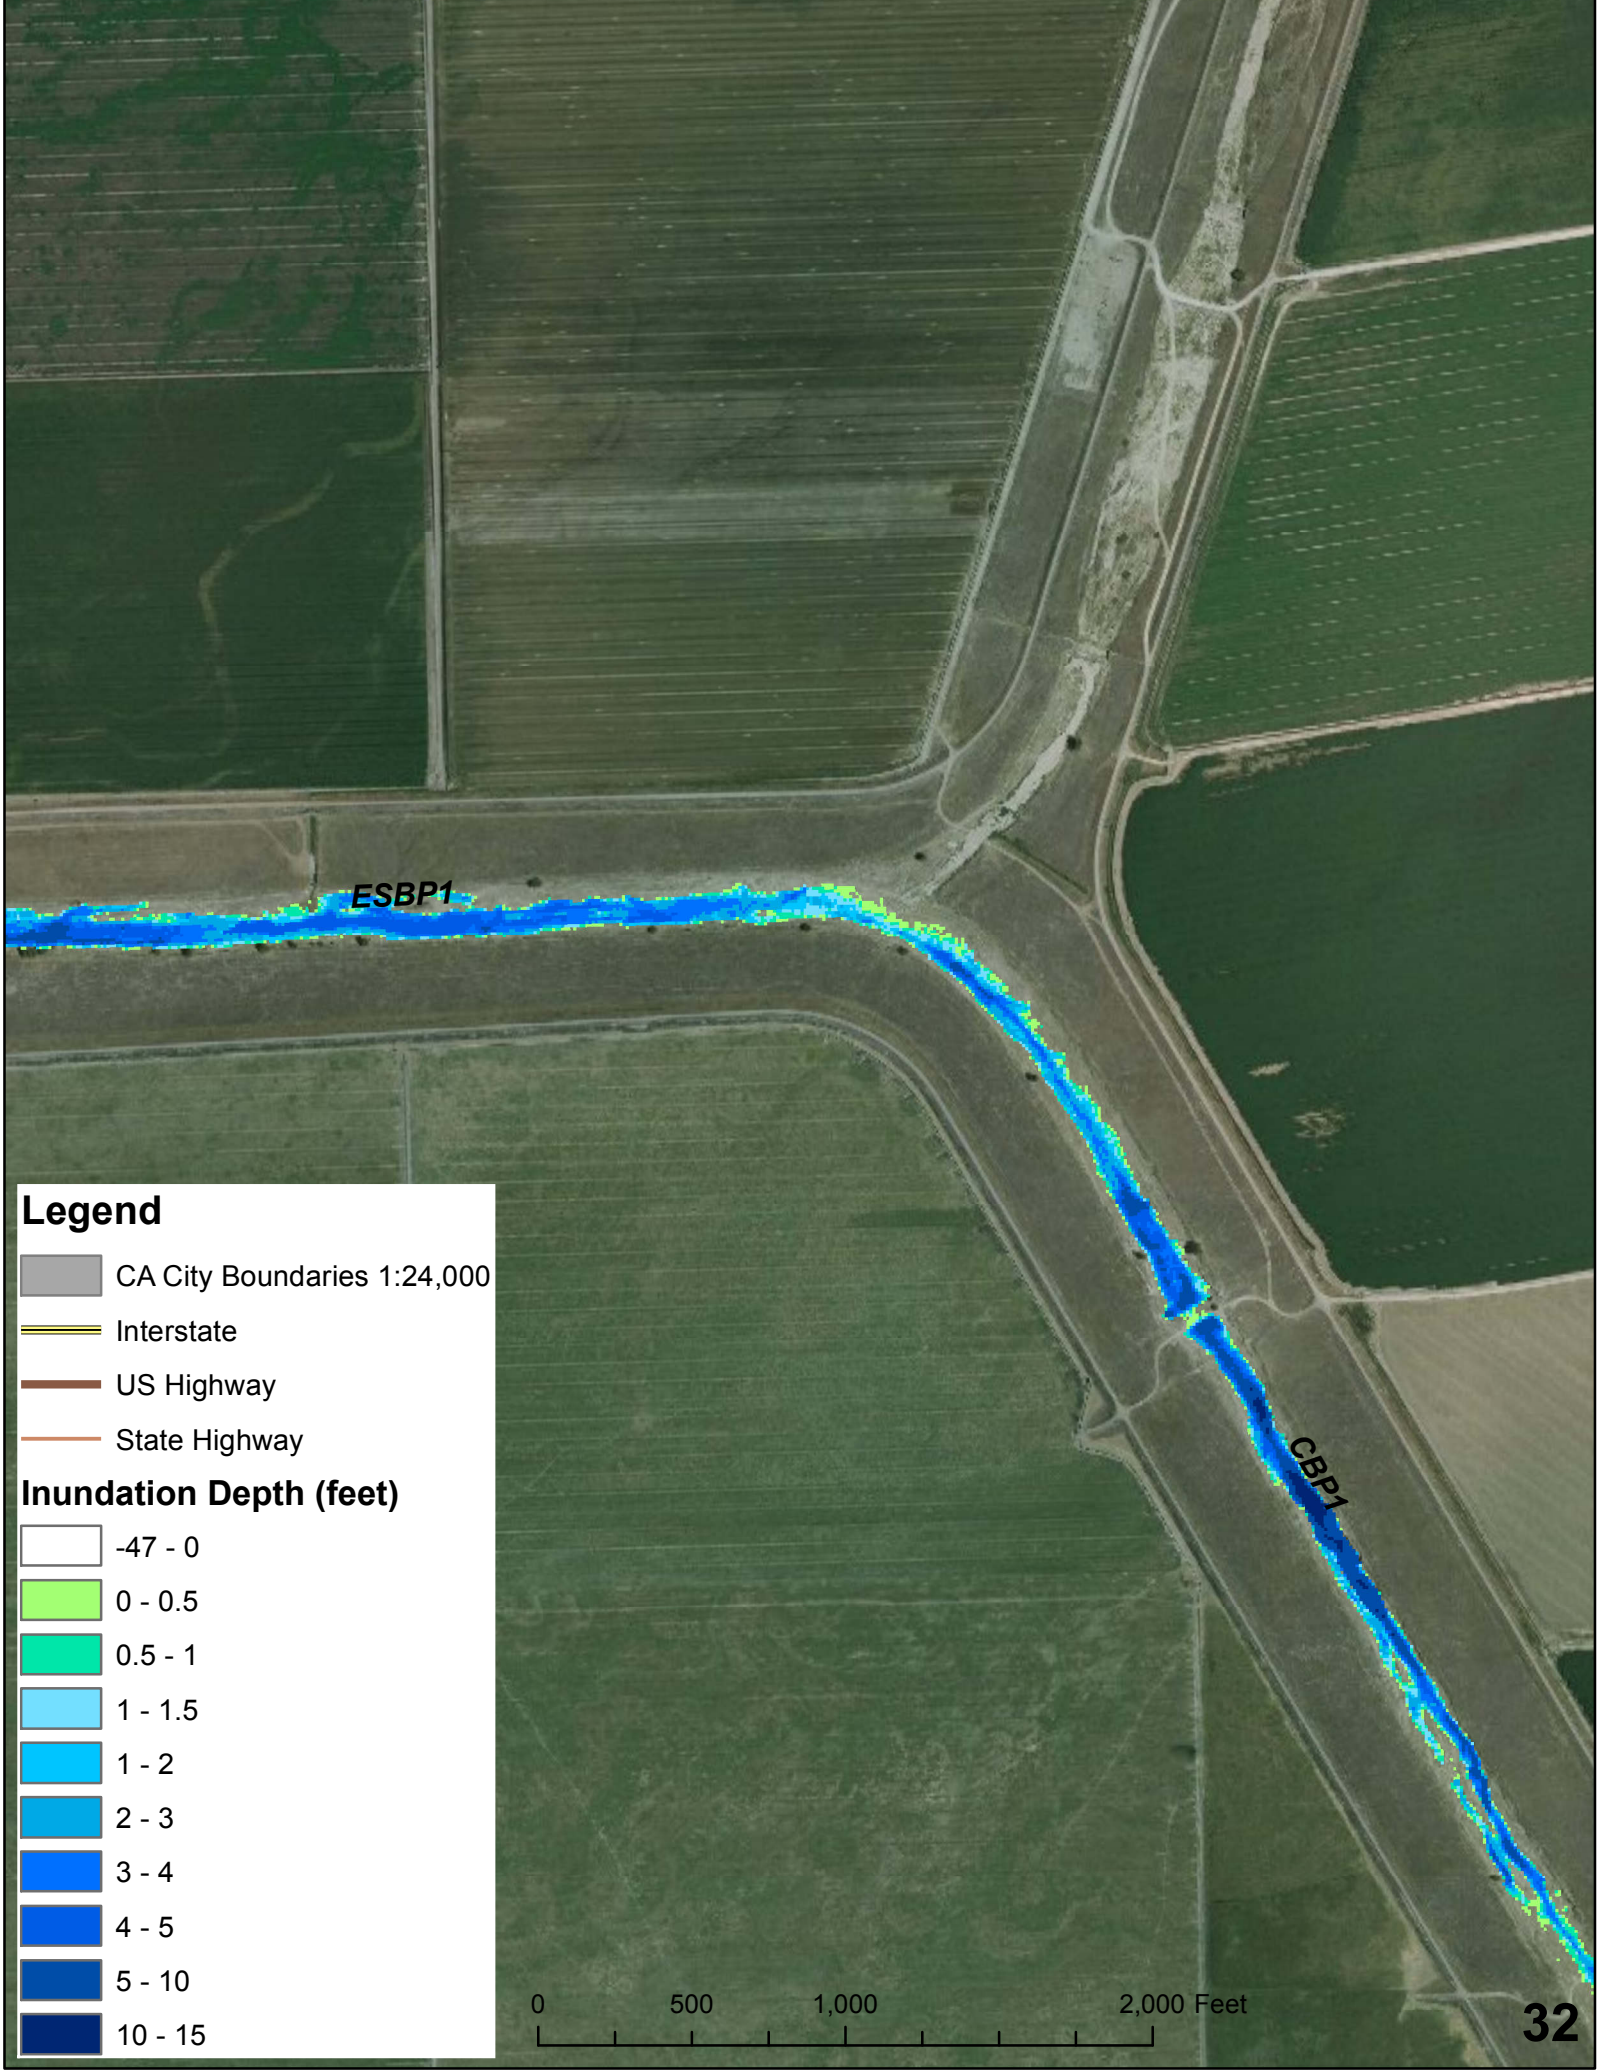 ESBP1
CBP1
Legend
CA City Boundaries 1:24,000
Interstate
US Highway
State Highway
Inundation Depth (feet)
-47 - 0
0 - 0.5
0.5 - 1
1 - 1.5
1 - 2
2 - 3
3 - 4
4 - 5
5 - 10
10 - 15
0 500 1,000 2,000 Feet
32